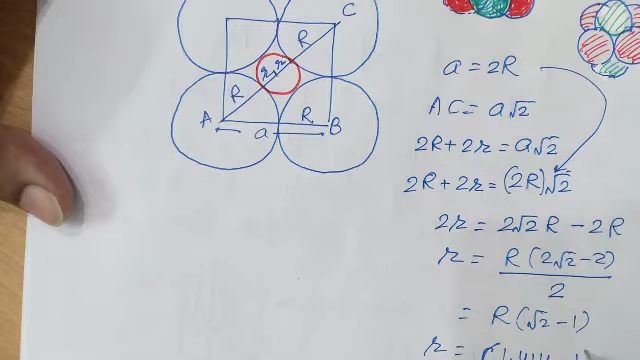 C
R
r r
R
R
A
a
B
a = 2R
AC = a√2
2R + 2r = a√2
2R + 2r = (2R)√2
2r = 2√2 R − 2R
r = R(2√2 − 2)
2
= R(√2 − 1)
r =